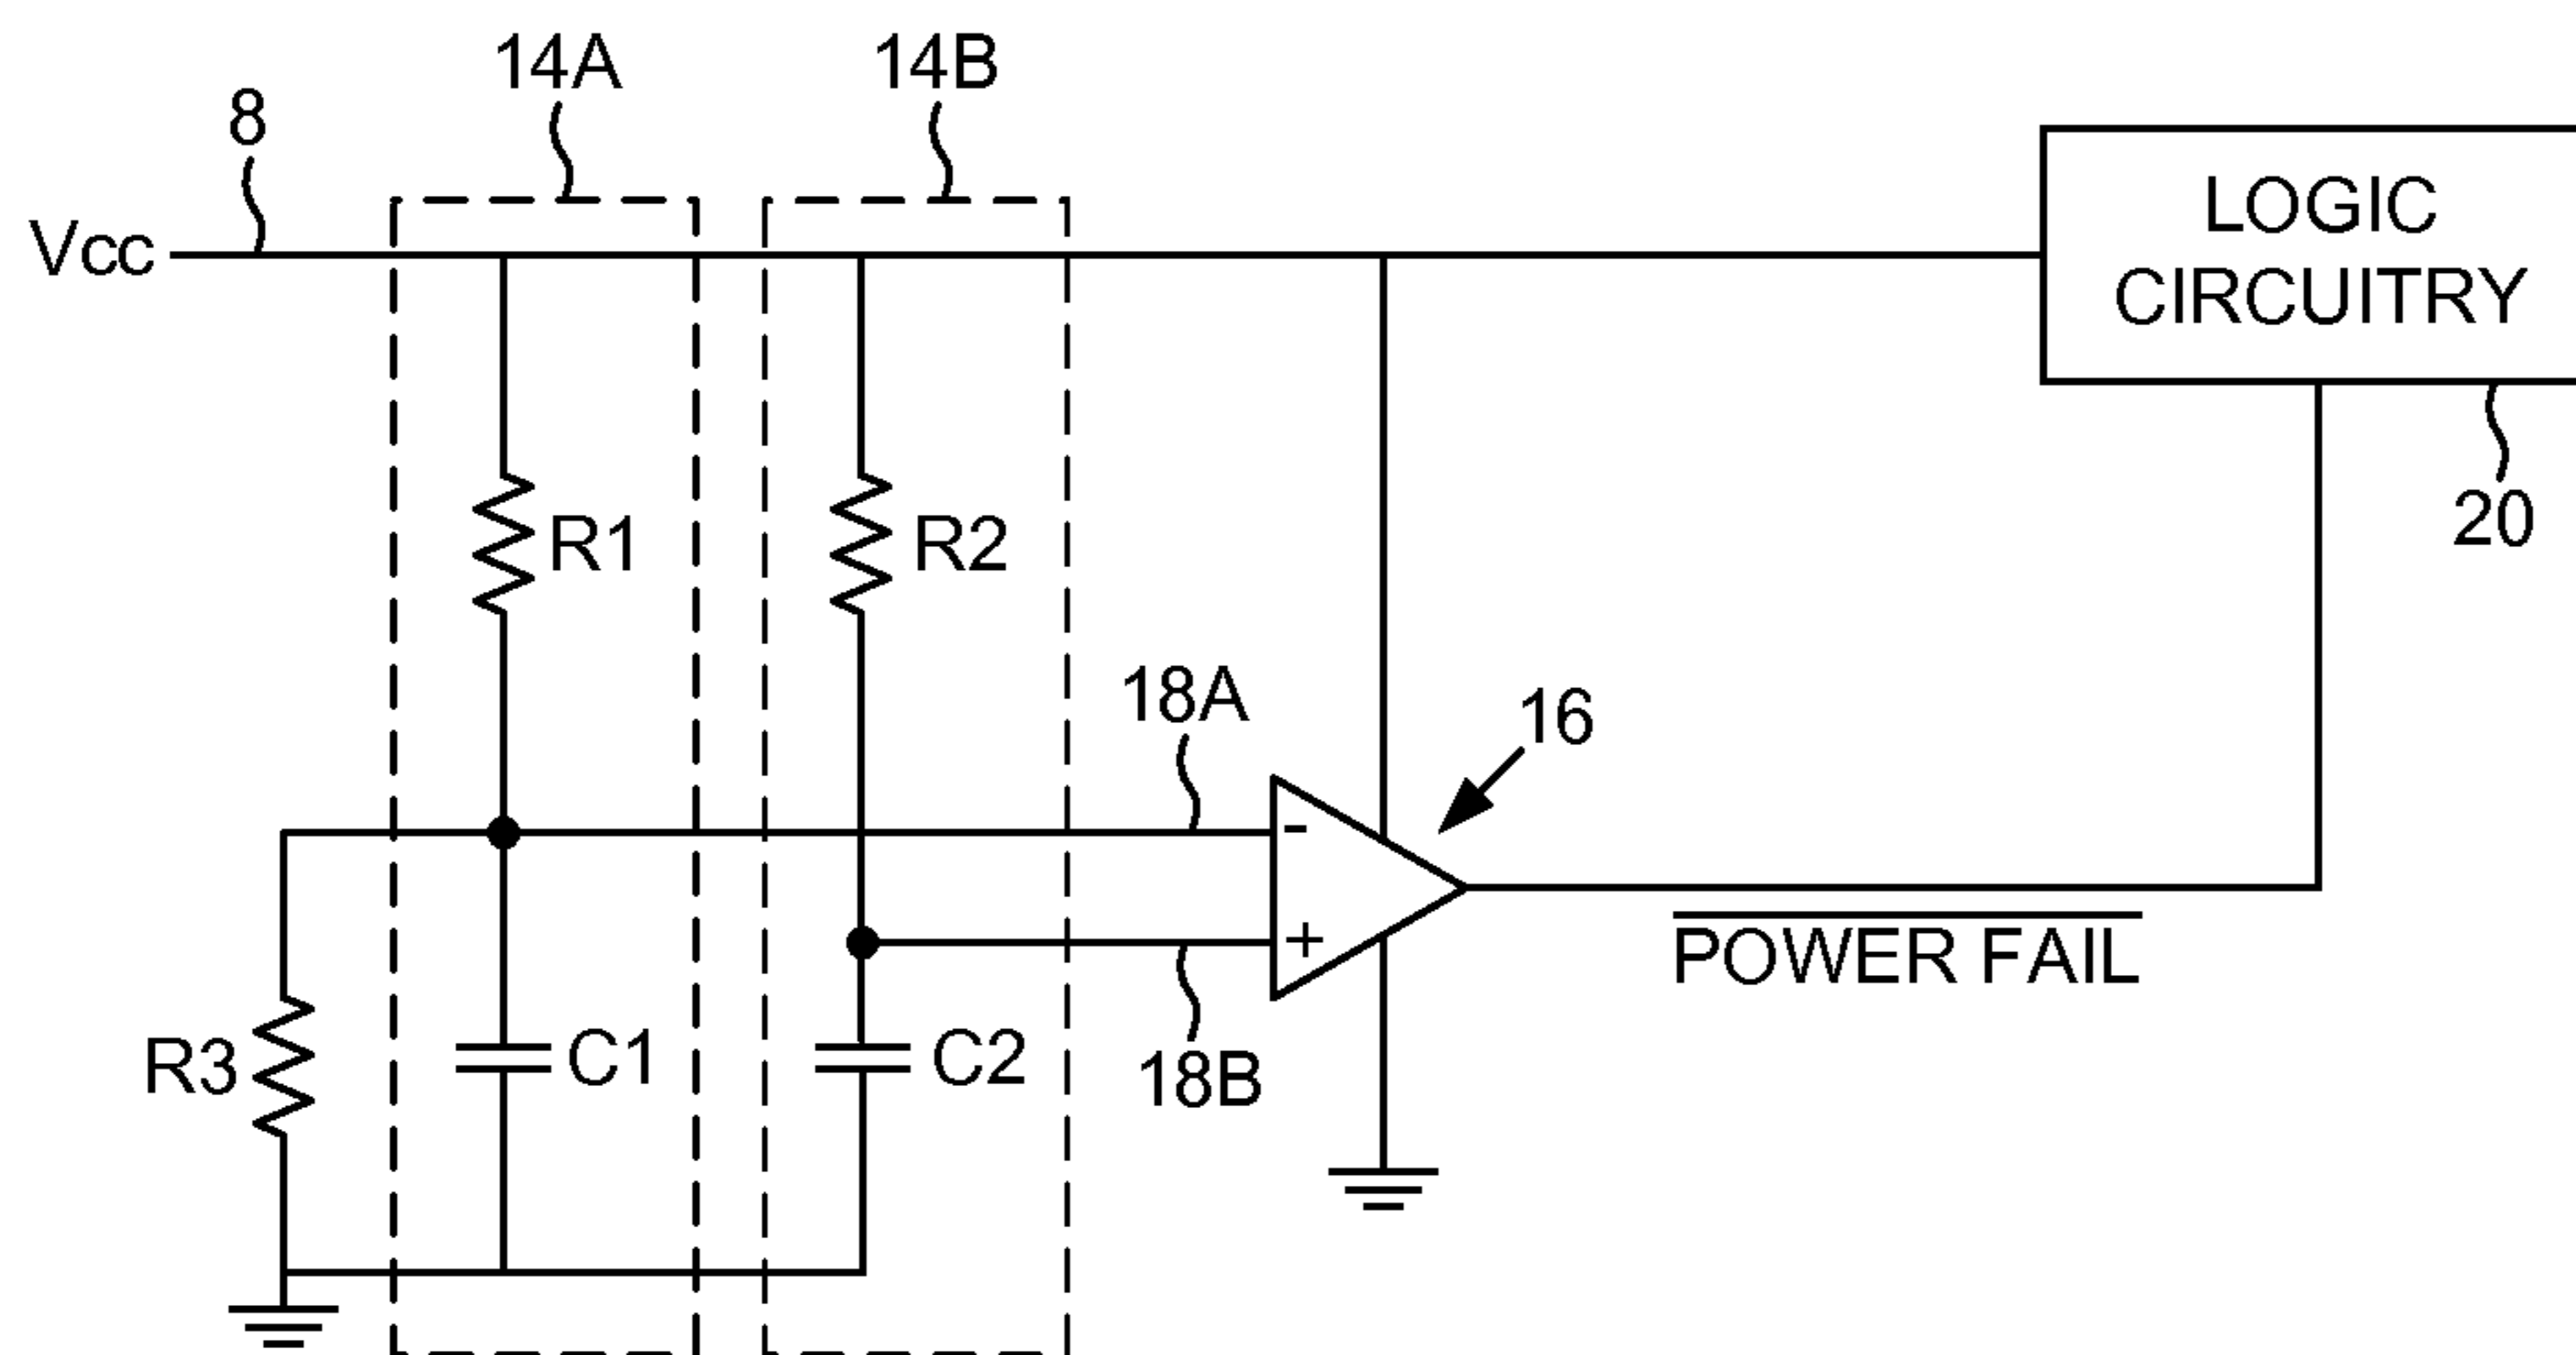 14A
14B
8
Vcc
LOGIC
CIRCUITRY
R1
R2
20
18A
16
-
+
POWER FAIL
R3
C1
C2
18B